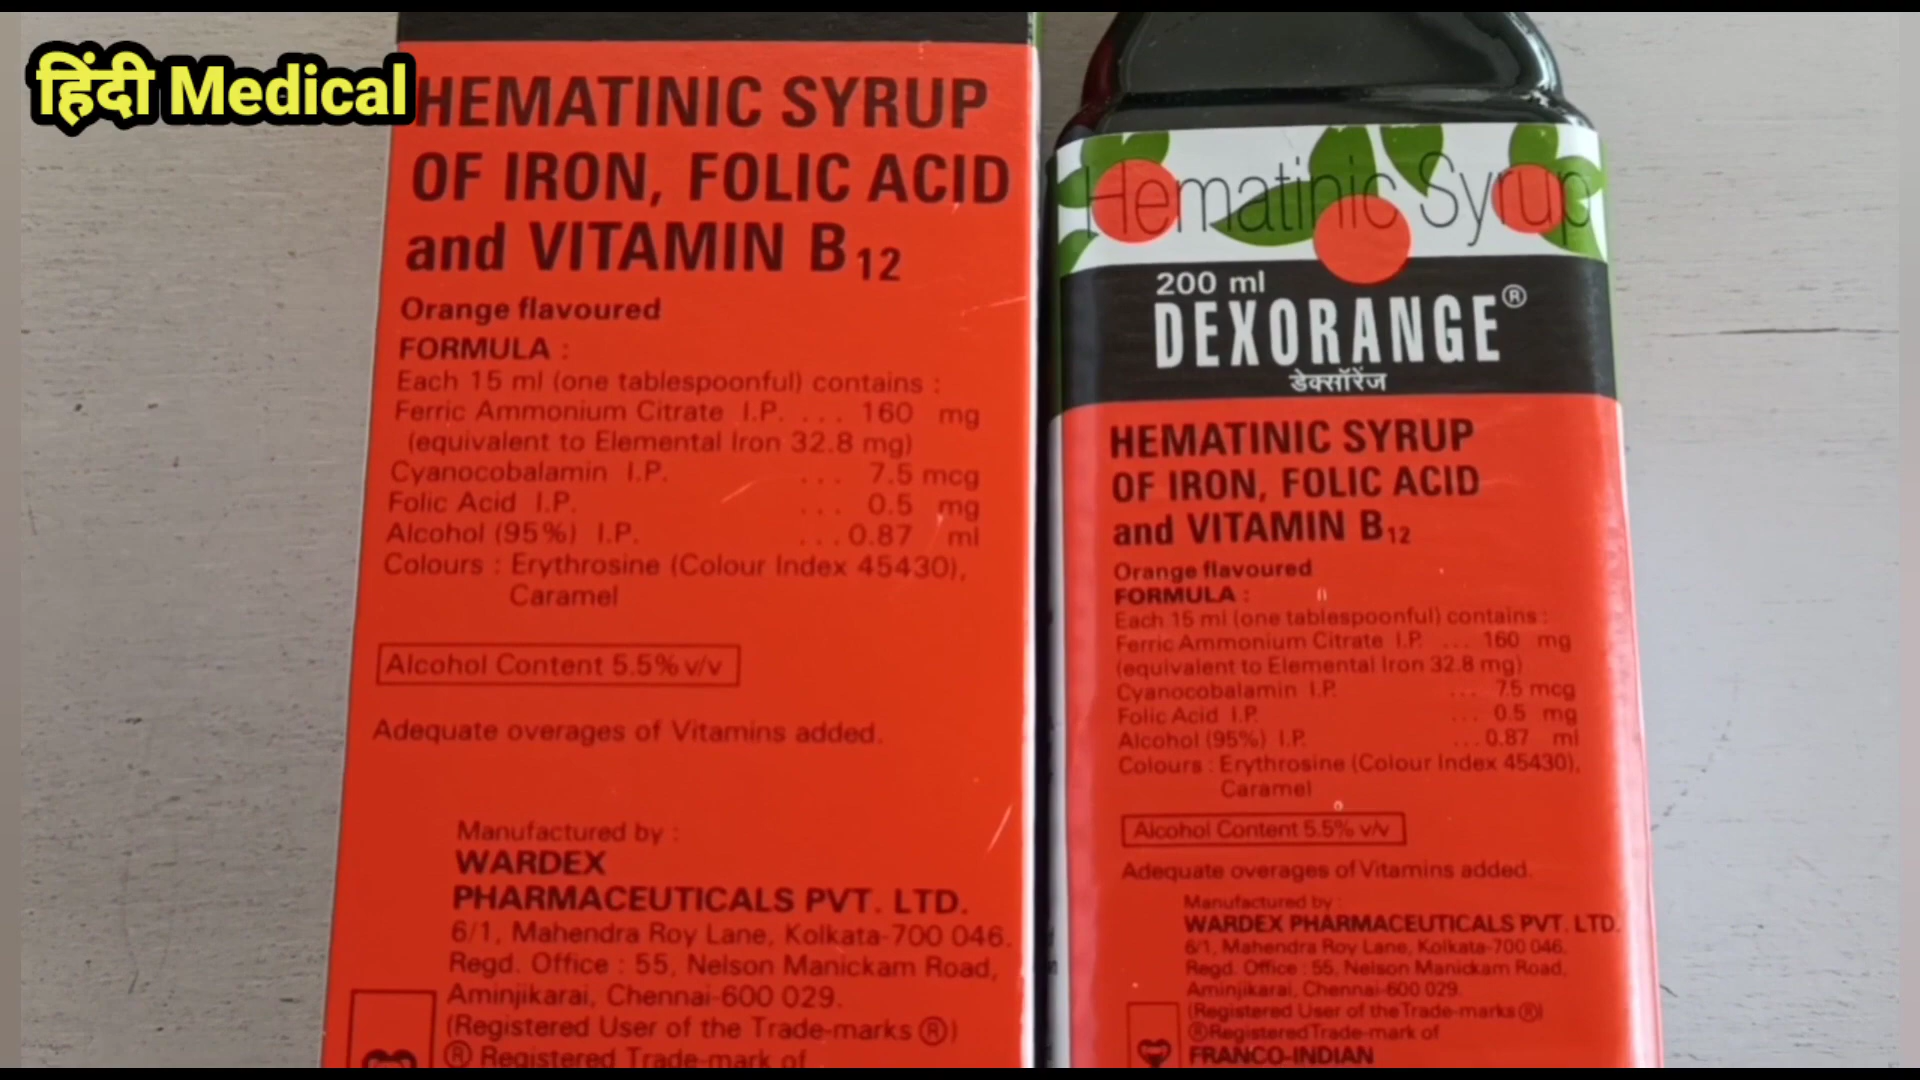 हिंदी Medical
HEMATINIC SYRUP
OF IRON, FOLIC ACID
and VITAMIN B12
Orange flavoured
FORMULA :
Each 15 ml (one tablespoonful) contains :
Ferric Ammonium Citrate I.P. .... 160 mg
(equivalent to Elemental Iron 32.8 mg)
Cyanocobalamin I.P. ... 7.5 mcg
Folic Acid I.P. ... 0.5 mg
Alcohol (95%) I.P. ... 0.87 ml
Colours : Erythrosine (Colour Index 45430),
Caramel
Alcohol Content 5.5% v/v
Adequate overages of Vitamins added.
Manufactured by :
WARDEX
PHARMACEUTICALS PVT. LTD.
6/1, Mahendra Roy Lane, Kolkata-700 046.
Regd. Office : 55, Nelson Manickam Road,
Aminjikarai, Chennai-600 029.
(Registered User of the Trade-marks ®)
® Registered Trade-mark of
Hematinic Syrup
200 ml
DEXORANGE®
डेक्सॉरेंज
HEMATINIC SYRUP
OF IRON, FOLIC ACID
and VITAMIN B12
Orange flavoured
FORMULA :
Each 15 ml (one tablespoonful) contains :
Ferric Ammonium Citrate I.P. ... 160 mg
(equivalent to Elemental Iron 32.8 mg)
Cyanocobalamin I.P. ... 7.5 mcg
Folic Acid I.P. ... 0.5 mg
Alcohol (95%) I.P. ... 0.87 ml
Colours : Erythrosine (Colour Index 45430),
Caramel
Alcohol Content 5.5% v/v
Adequate overages of Vitamins added.
Manufactured by :
WARDEX PHARMACEUTICALS PVT. LTD.
6/1, Mahendra Roy Lane, Kolkata-700 046.
Regd. Office : 55, Nelson Manickam Road,
Aminjikarai, Chennai-600 029.
(Registered User of the Trade-marks ®)
® Registered Trade-mark of
FRANCO-INDIAN